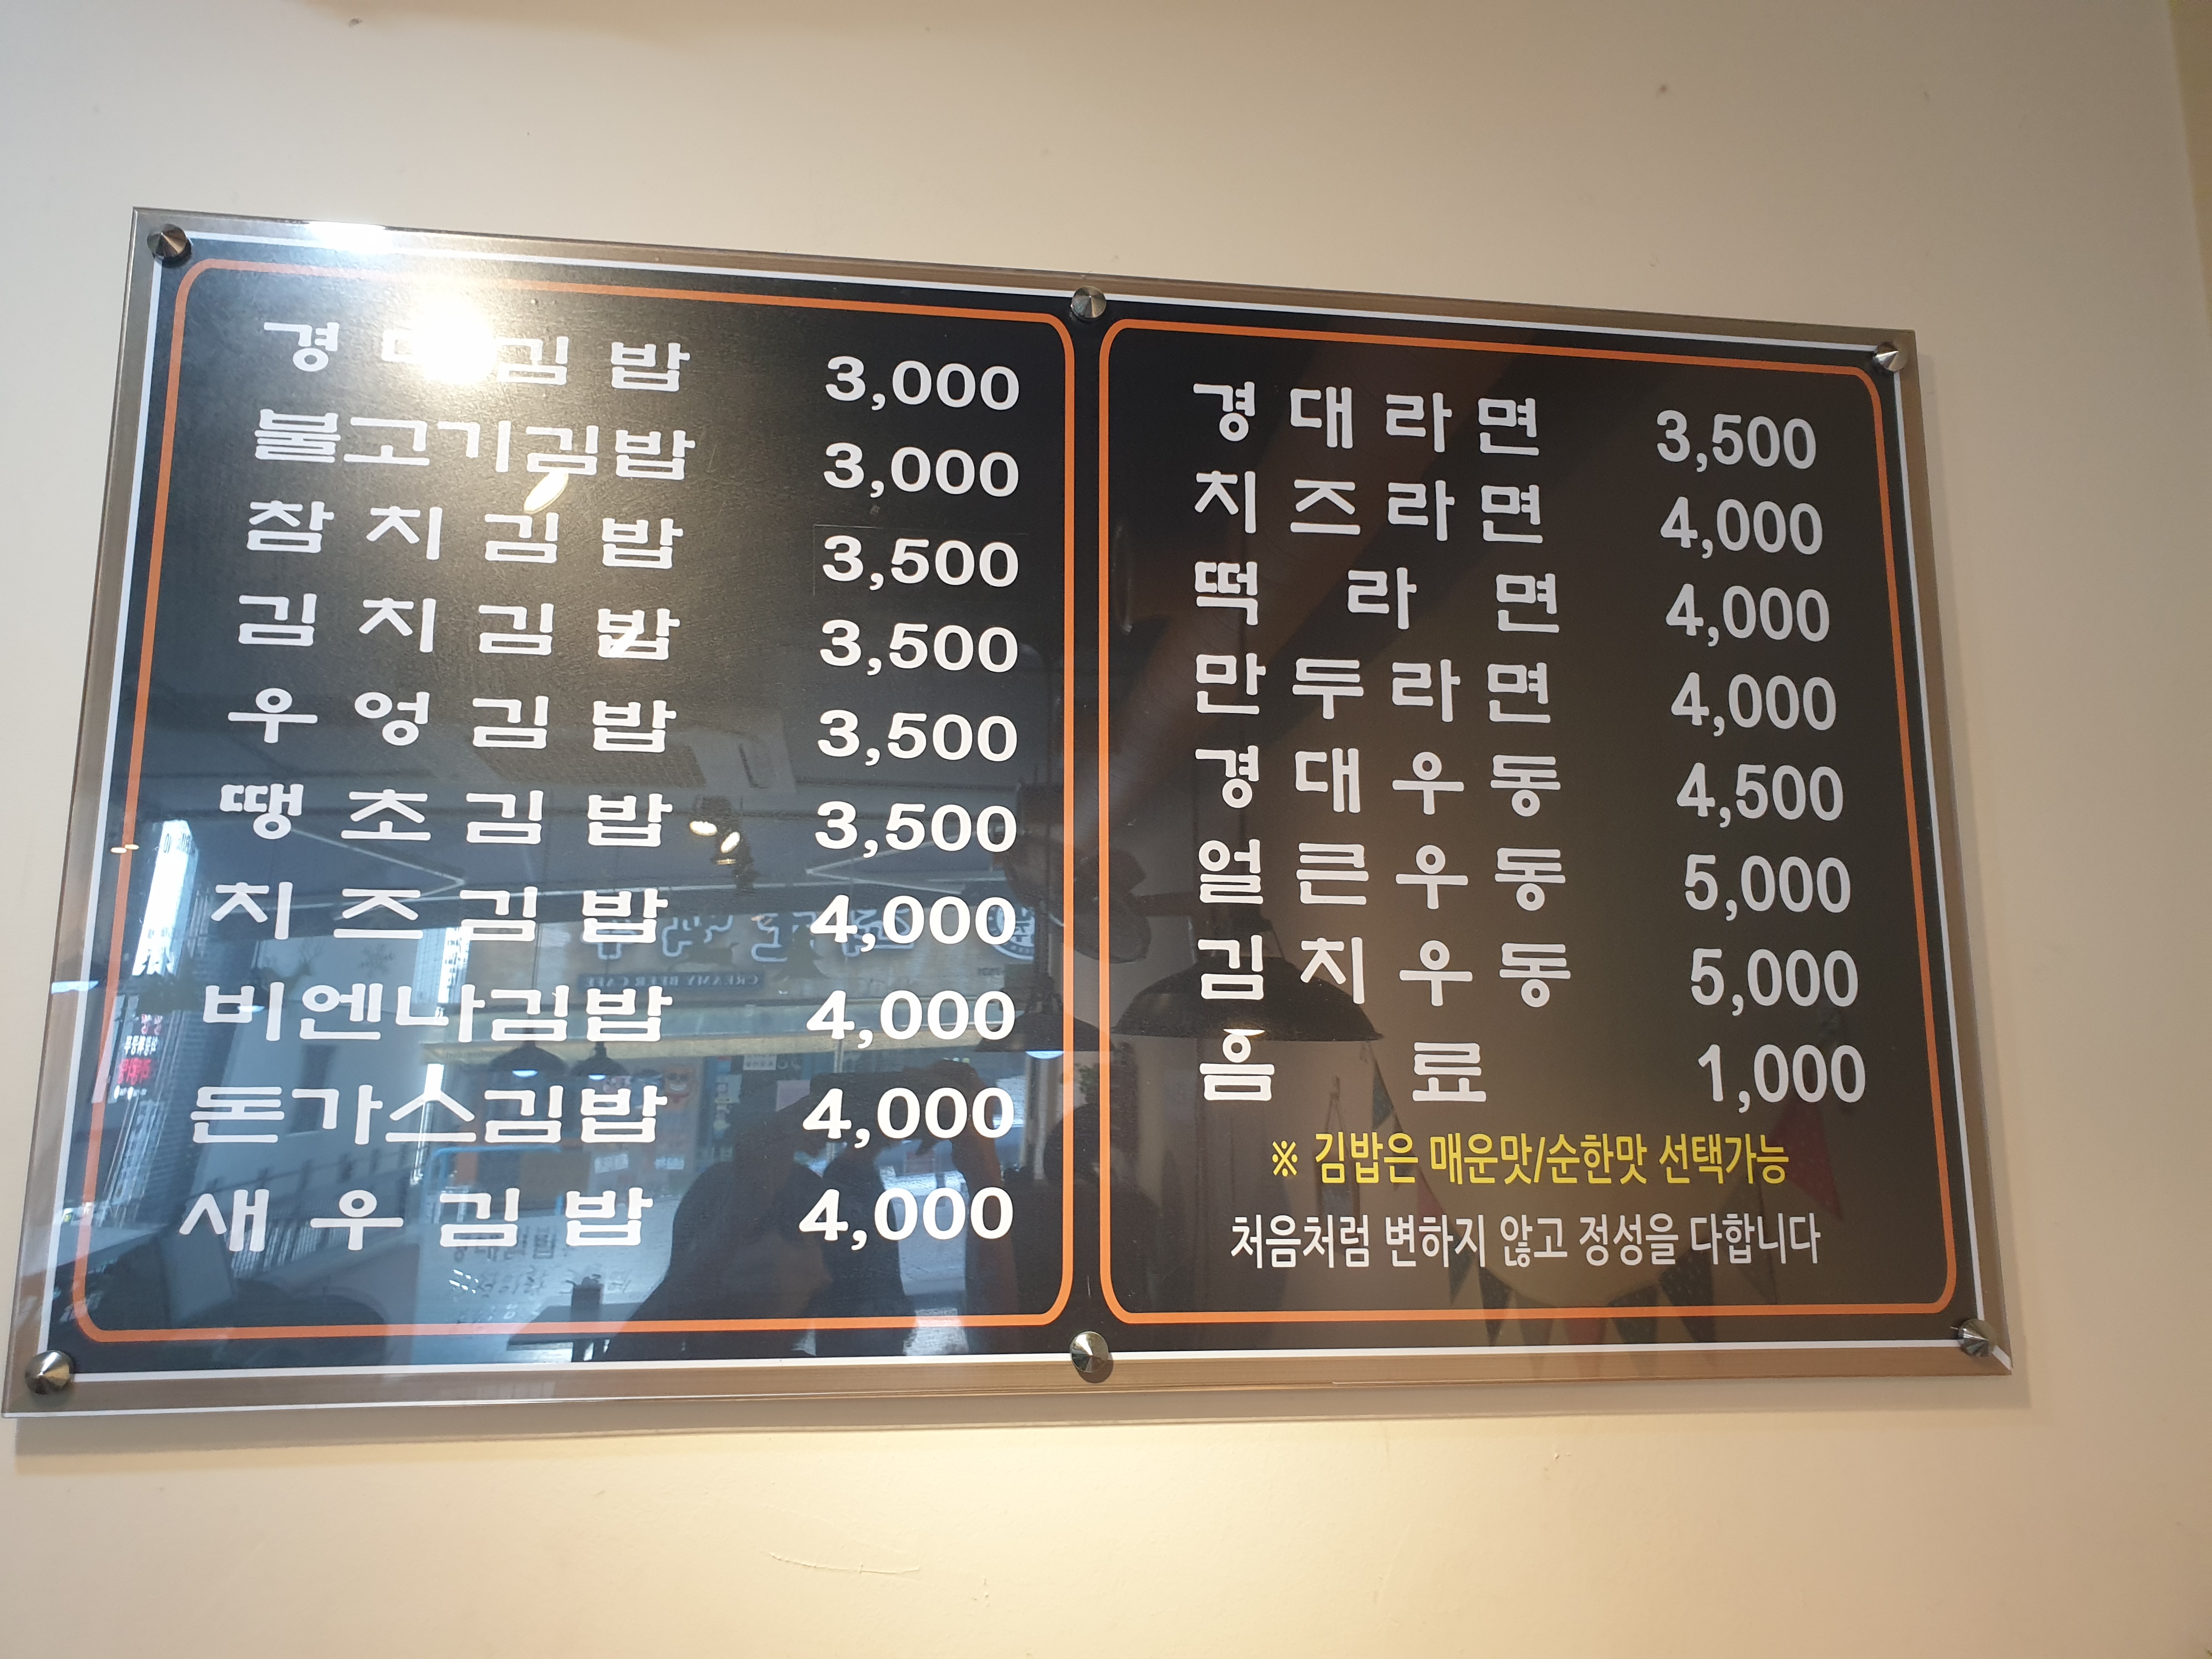 경대김밥 3,000
불고기김밥 3,000
참치김밥 3,500
김치김밥 3,500
우엉김밥 3,500
땡초김밥 3,500
치즈김밥 4,000
비엔나김밥 4,000
돈가스김밥 4,000
새우김밥 4,000
경대라면 3,500
치즈라면 4,000
떡라면 4,000
만두라면 4,000
경대우동 4,500
얼큰우동 5,000
김치우동 5,000
음료 1,000
※ 김밥은 매운맛/순한맛 선택가능
처음처럼 변하지 않고 정성을 다합니다
CREAMY BEER CAFE